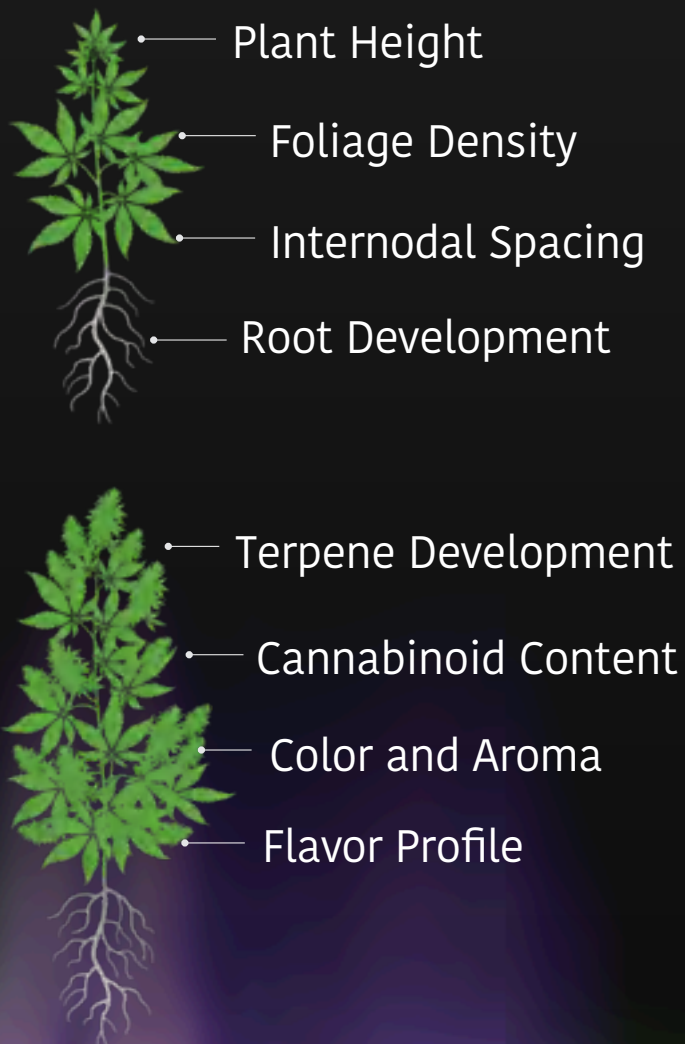 Plant Height
Foliage Density
Internodal Spacing
Root Development
Terpene Development
Cannabinoid Content
Color and Aroma
Flavor Profile